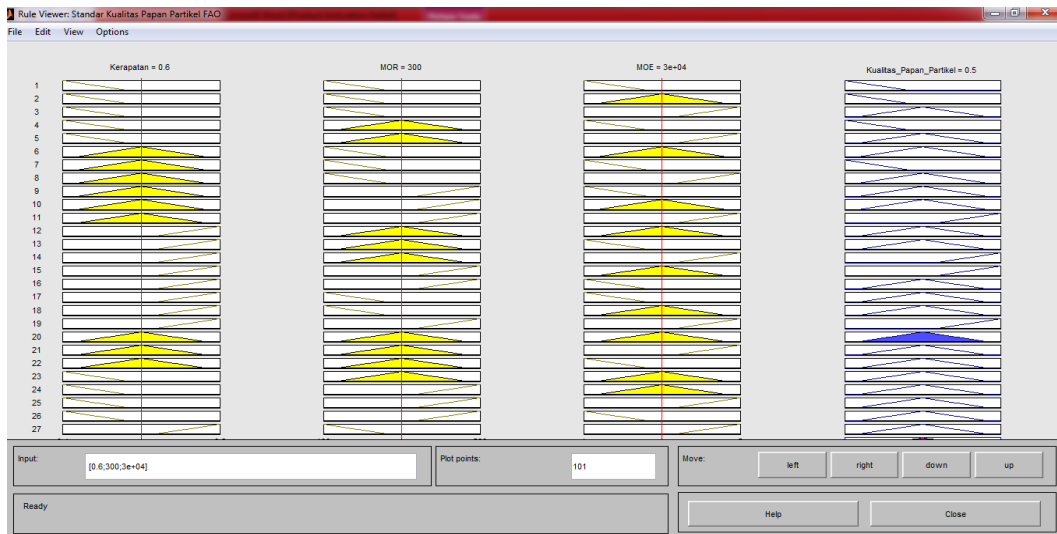 Rule Viewer: Standar Kualitas Papan Partikel FAO
File Edit View Options
Kerapatan = 0.6
MOR = 300
MOE = 3e+04
Kualitas_Papan_Partikel = 0.5
1
2
3
4
5
6
7
8
9
10
11
12
13
14
15
16
17
18
19
20
21
22
23
24
25
26
27
Input:
[0.6;300;3e+04]
Plot points:
101
Move:
left
right
down
up
Ready
Help
Close